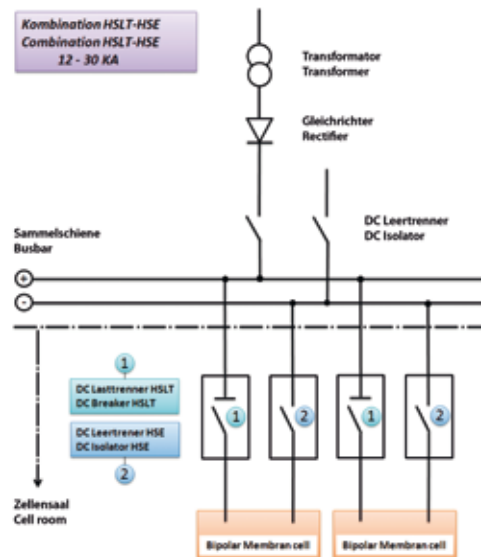 Kombination HSLT-HSE
Combination HSLT-HSE
12 - 30 KA
Transformator
Transformer
Gleichrichter
Rectifier
DC Leertrenner
DC Isolator
Sammelschiene
Busbar
+
-
1
DC Lasttrenner HSLT
DC Breaker HSLT
DC Leertrener HSE
DC Isolator HSE
2
1
2
1
2
Zellensaal
Cell room
Bipolar Membran cell
Bipolar Membran cell